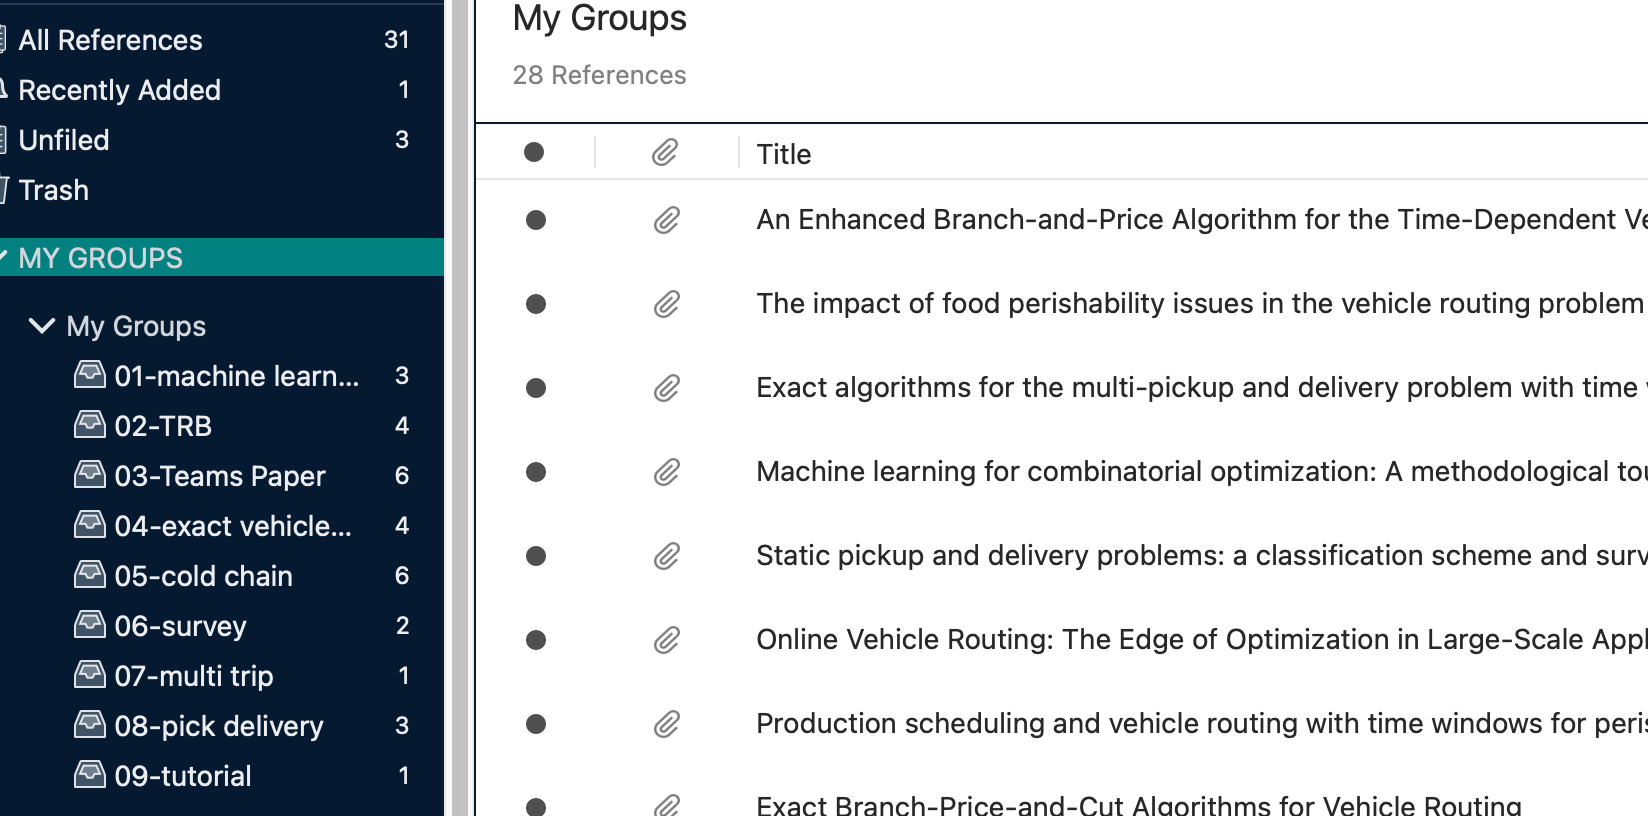 All References 31
Recently Added 1
Unfiled 3
Trash
MY GROUPS
My Groups
01-machine learn... 3
02-TRB 4
03-Teams Paper 6
04-exact vehicle... 4
05-cold chain 6
06-survey 2
07-multi trip 1
08-pick delivery 3
09-tutorial 1
My Groups
28 References
Title
An Enhanced Branch-and-Price Algorithm for the Time-Dependent Ve
The impact of food perishability issues in the vehicle routing problem
Exact algorithms for the multi-pickup and delivery problem with time
Machine learning for combinatorial optimization: A methodological tou
Static pickup and delivery problems: a classification scheme and surv
Online Vehicle Routing: The Edge of Optimization in Large-Scale Appl
Production scheduling and vehicle routing with time windows for peris
Exact Branch-Price-and-Cut Algorithms for Vehicle Routing